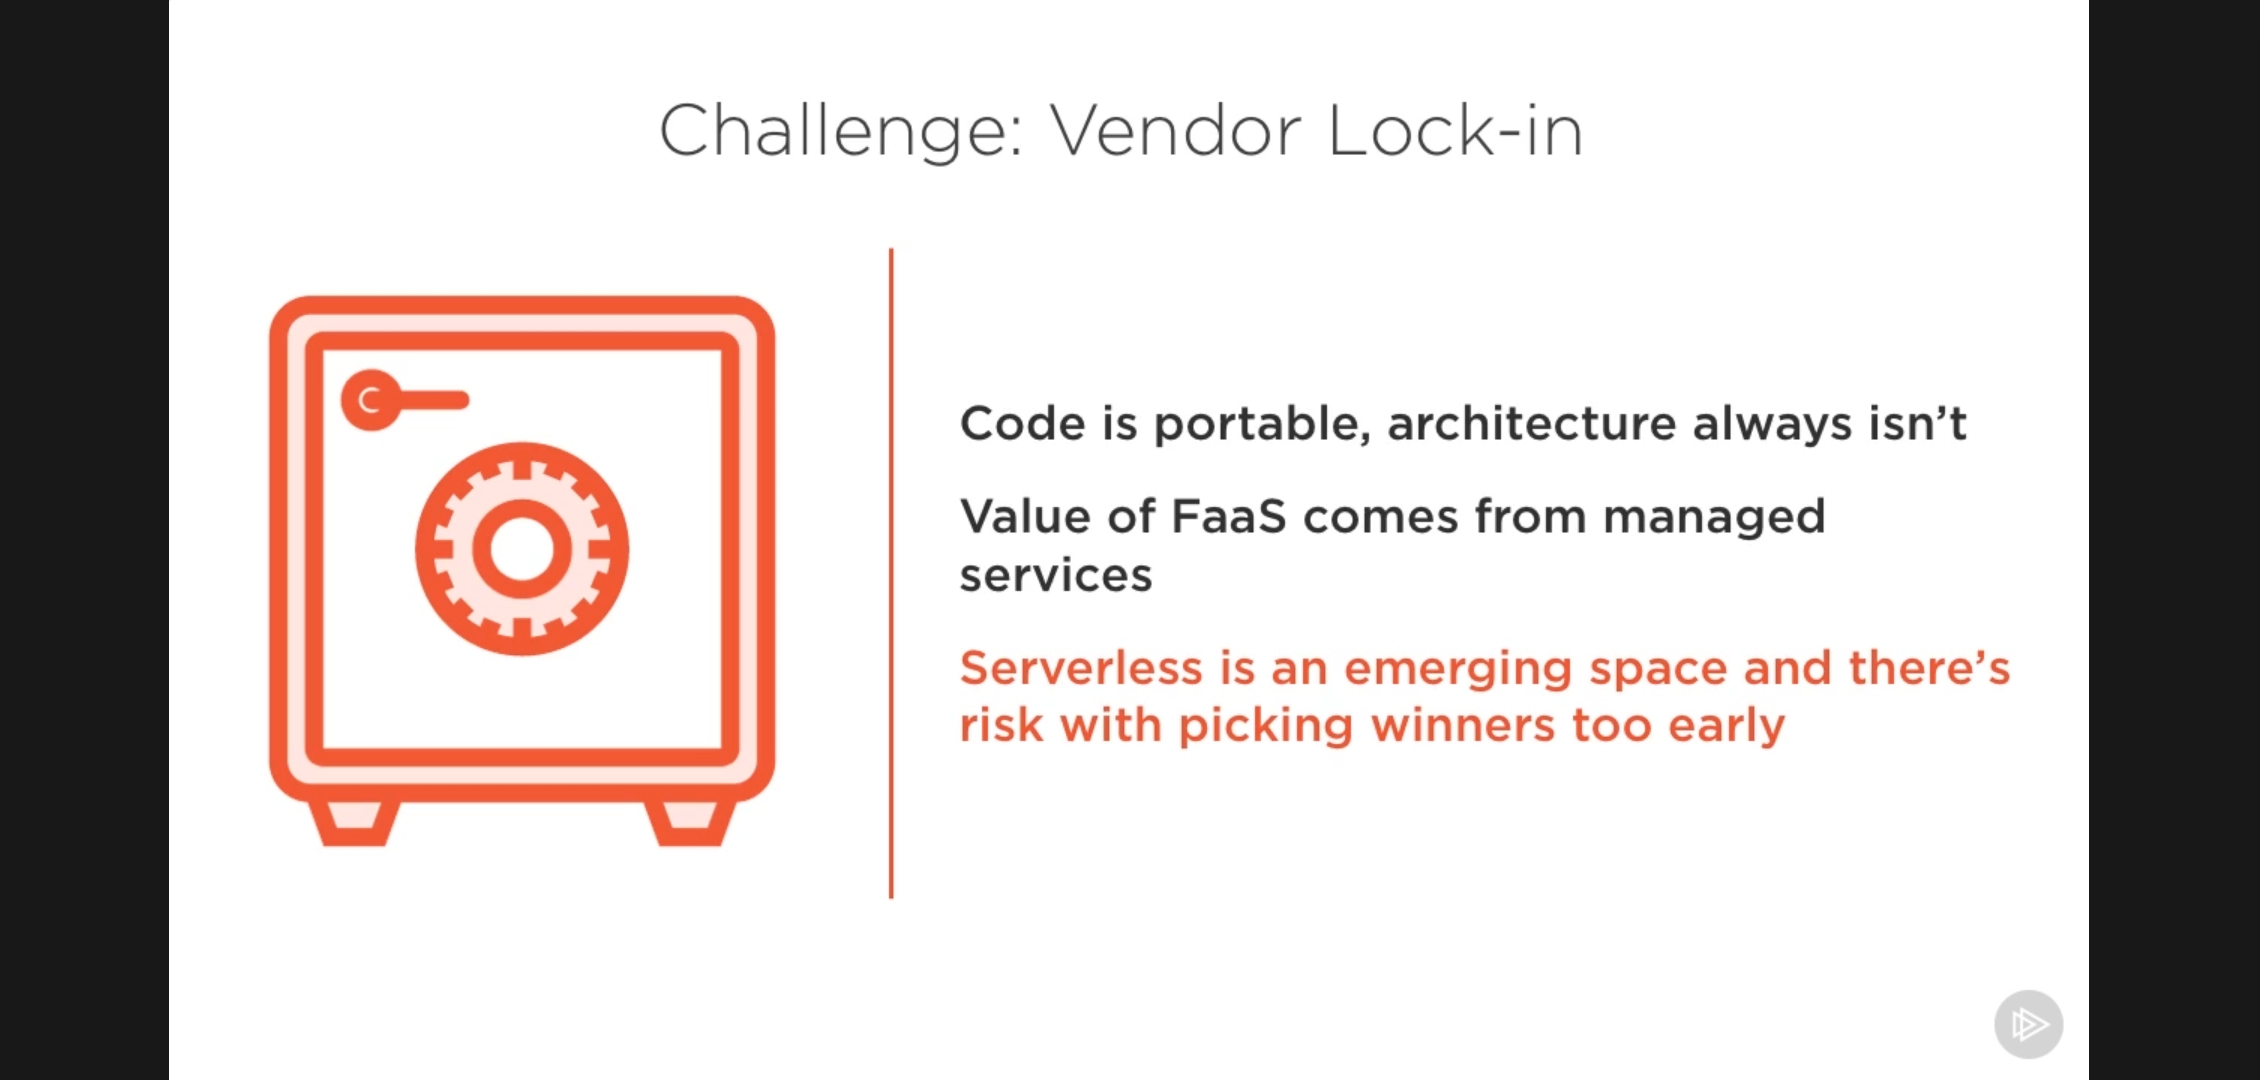 Challenge: Vendor Lock-in
Code is portable, architecture always isn’t
Value of FaaS comes from managed
services
Serverless is an emerging space and there’s
risk with picking winners too early